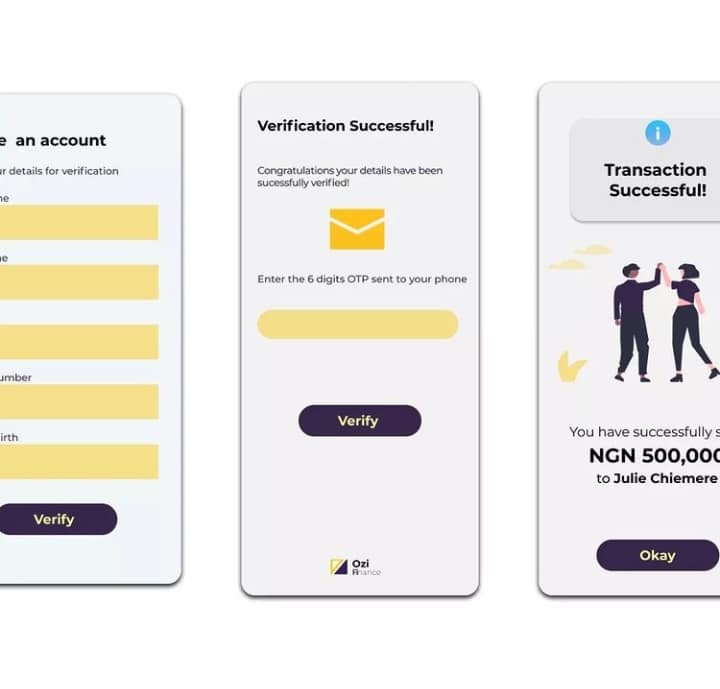 e an account
ur details for verification
ne
e
umber
irth
Verify
Verification Successful!
Congratulations your details have been
sucessfully verified!
Enter the 6 digits OTP sent to your phone
Verify
Ozi
Finance
i
Transaction
Successful!
You have successfully s
NGN 500,000
to Julie Chiemere
Okay